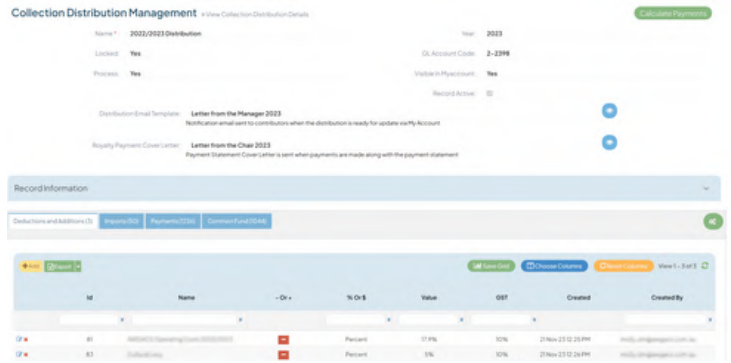 Collection Distribution Management > View Collection Distribution Details Calculate Payments
Name * 2022/2023 Distribution Year 2023
Locked Yes GL Account Code 2-2398
Process Yes Visible In Myaccount Yes
Record Active
Distribution Email Template Letter from the Manager 2023
Notification email sent to contributors when the distribution is ready for update via My Account
Royalty Payment Cover Letter Letter from the Chair 2023
Payment Statement Cover Letter is sent when payments are made along with the payment statement
Record Information
Deductions and Additions (3) Imports (50) Payments Common Fund
Add Export Save Grid Choose Columns Reset Columns View 1 - 3 of 3
Id Name - Or + % Or $ Value GST Created Created By
x x x x x x
81 Percent 17.9% 10% 21 Nov 23 12:25 PM
83 Percent 5% 10% 21 Nov 23 12:26 PM